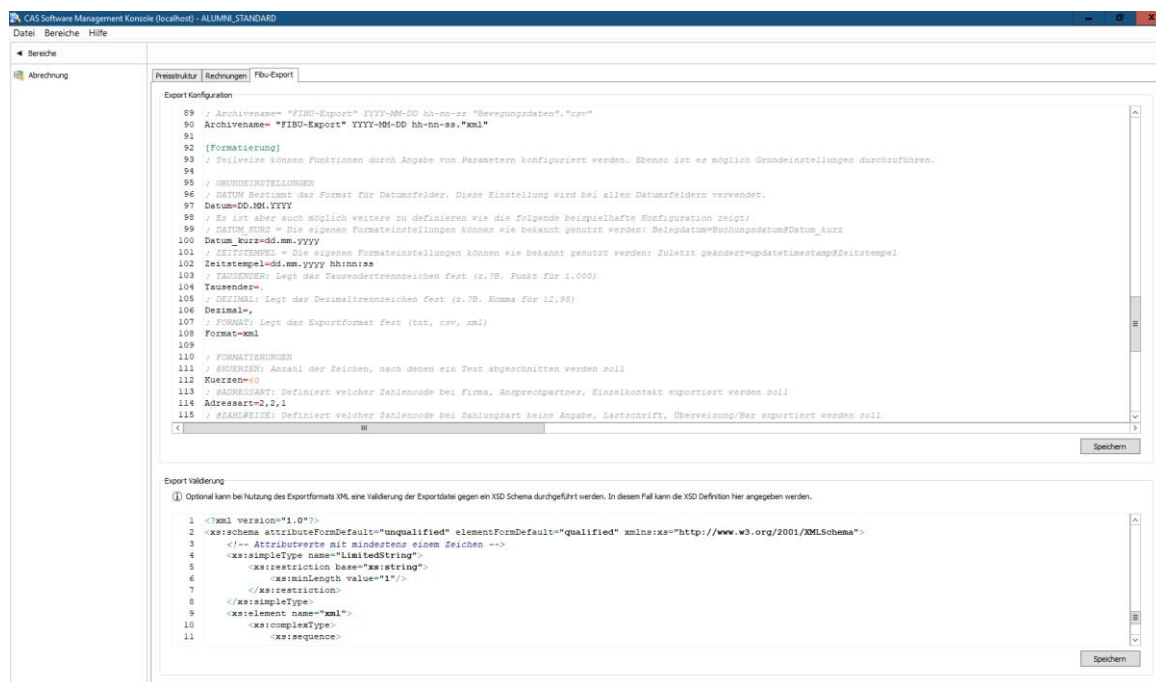 CAS Software Management Konsole (localhost) - ALUMNI_STANDARD
Datei Bereiche Hilfe
Bereiche
Abrechnung
Preisstruktur Rechnungen Fibu-Export
Export Konfiguration
89 ; Archivename= "FIBU-Export" YYYY-MM-DD hh-nn-ss "Bewegungsdaten"."csv"
90 Archivename= "FIBU-Export" YYYY-MM-DD hh-nn-ss."xml"
91
92 [Formatierung]
93 ; Teilweise können Funktionen durch Angabe von Parametern konfiguriert werden. Ebenso ist es möglich Grundeinstellungen durchzuführen.
94
95 ; GRUNDEINSTELLUNGEN
96 ; DATUM Bestimmt das Format für Datumsfelder. Diese Einstellung wird bei allen Datumsfeldern verwendet.
97 Datum=DD.MM.YYYY
98 ; Es ist aber auch möglich weitere zu definieren wie die folgende beispielhafte Konfiguration zeigt:
99 ; DATUM_KURZ = Die eigenen Formateinstellungen können wie bekannt genutzt werden: Belegdatum=Buchungsdatum@Datum_kurz
100 Datum_kurz=dd.mm.yyyy
101 ; ZEITSTEMPEL = Die eigenen Formateinstellungen können wie bekannt genutzt werden: Zuletzt geändert=updatetimestamp@Zeitstempel
102 Zeitstempel=dd.mm.yyyy hh:nn:ss
103 ; TAUSENDER: Legt das Tausendertrennzeichen fest (z.?B. Punkt für 1.000)
104 Tausender=.
105 ; DEZIMAL: Legt das Dezimaltrennzeichen fest (z.?B. Komma für 12,98)
106 Dezimal=,
107 ; FORMAT: Legt das Exportformat fest (txt, csv, xml)
108 Format=xml
109
110 ; FORMATIERUNGEN
111 ; @KUERZEN: Anzahl der Zeichen, nach denen ein Text abgeschnitten werden soll
112 Kuerzen=
113 ; @ADRESSART: Definiert welcher Zahlencode bei Firma, Ansprechpartner, Einzelkontakt exportiert werden soll
114 Adressart=2,2,1
115 ; @ZAHLWEISE: Definiert welcher Zahlencode bei Zahlungsart keine Angabe, Lastschrift, Überweisung/Bar exportiert werden soll
Speichern
Export Validierung
Optional kann bei Nutzung des Exportformats XML eine Validierung der Exportdatei gegen ein XSD Schema durchgeführt werden. In diesem Fall kann die XSD Definition hier angegeben werden.
1 <?xml version="1.0"?>
2 <xs:schema attributeFormDefault="unqualified" elementFormDefault="qualified" xmlns:xs="http://www.w3.org/2001/XMLSchema">
3 <!-- Attributwerte mit mindestens einem Zeichen -->
4 <xs:simpleType name="LimitedString">
5 <xs:restriction base="xs:string">
6 <xs:minLength value="1"/>
7 </xs:restriction>
8 </xs:simpleType>
9 <xs:element name="xml">
10 <xs:complexType>
11 <xs:sequence>
Speichern